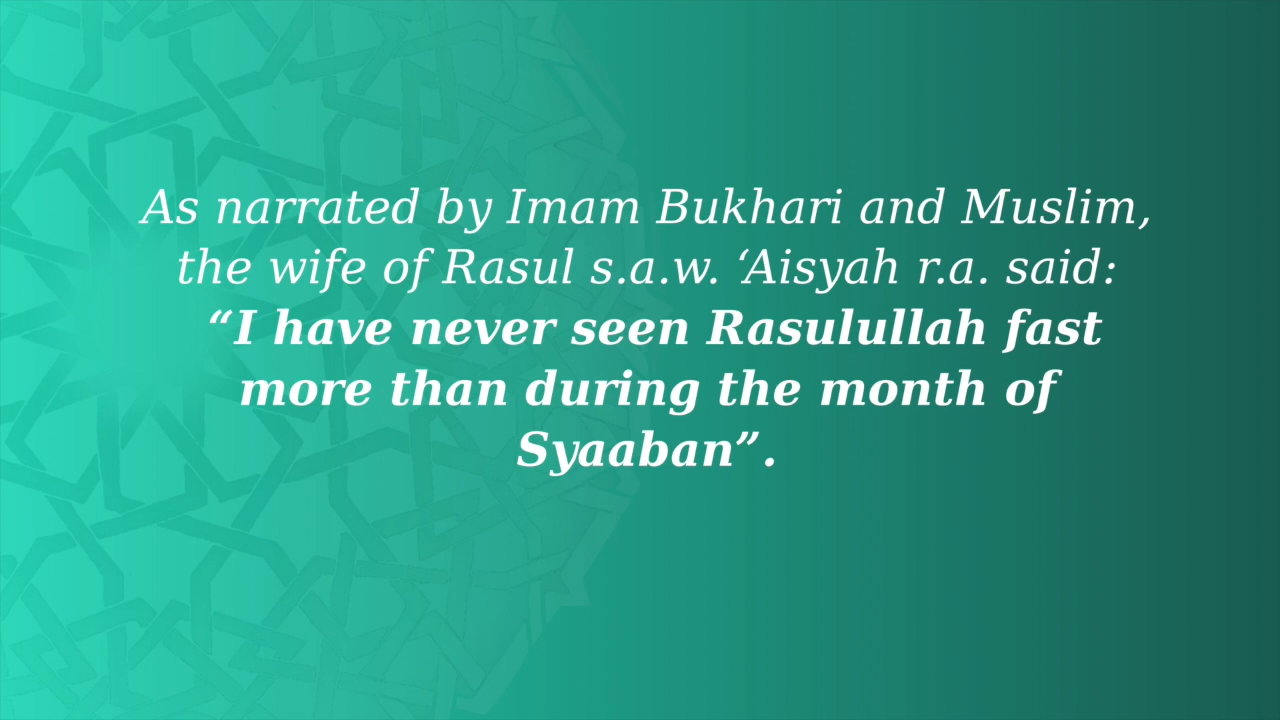 As narrated by Imam Bukhari and Muslim,
the wife of Rasul s.a.w. ‘Aisyah r.a. said:
“I have never seen Rasulullah fast
more than during the month of
Syaaban”.